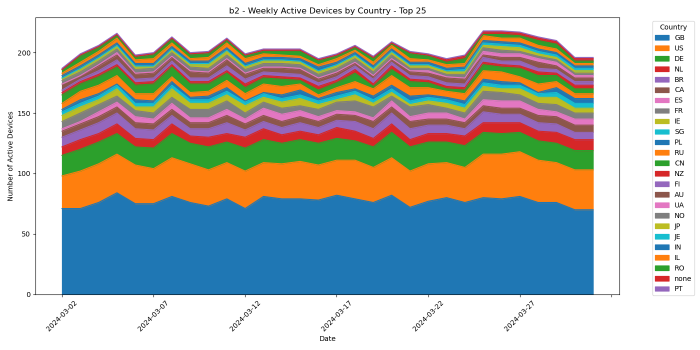 b2 - Weekly Active Devices by Country - Top 25
Number of Active Devices
200
150
100
50
0
2024-03-02
2024-03-07
2024-03-12
2024-03-17
2024-03-22
2024-03-27
Date
Country
GB
US
DE
NL
BR
CA
ES
FR
IE
SG
PL
RU
CN
NZ
FI
AU
UA
NO
JP
JE
IN
IL
RO
none
PT